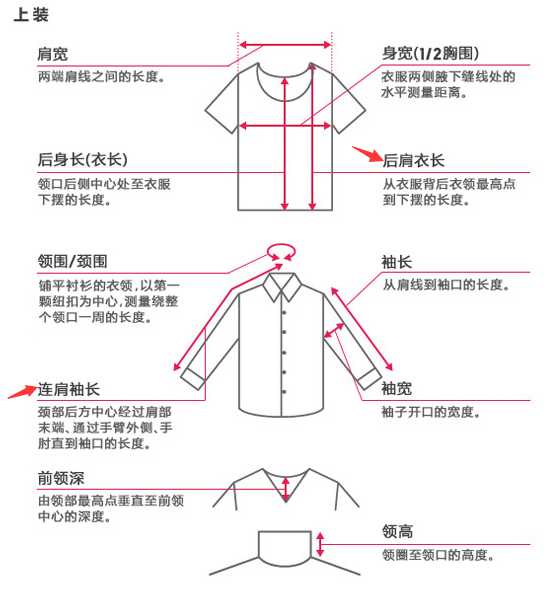 上装
肩宽
两端肩线之间的长度。
身宽(1/2胸围)
衣服两侧腋下缝线处的
水平测量距离。
后身长(衣长)
领口后侧中心处至衣服
下摆的长度。
后肩衣长
从衣服背后衣领最高点
到下摆的长度。
领围/颈围
铺平衬衫的衣领,以第一
颗纽扣为中心,测量绕整
个领口一周的长度。
袖长
从肩线到袖口的长度。
连肩袖长
颈部后方中心经过肩部
末端、通过手臂外侧、手
肘直到袖口的长度。
袖宽
袖子开口的宽度。
前领深
由领部最高点垂直至前领
中心的深度。
领高
领圈至领口的高度。